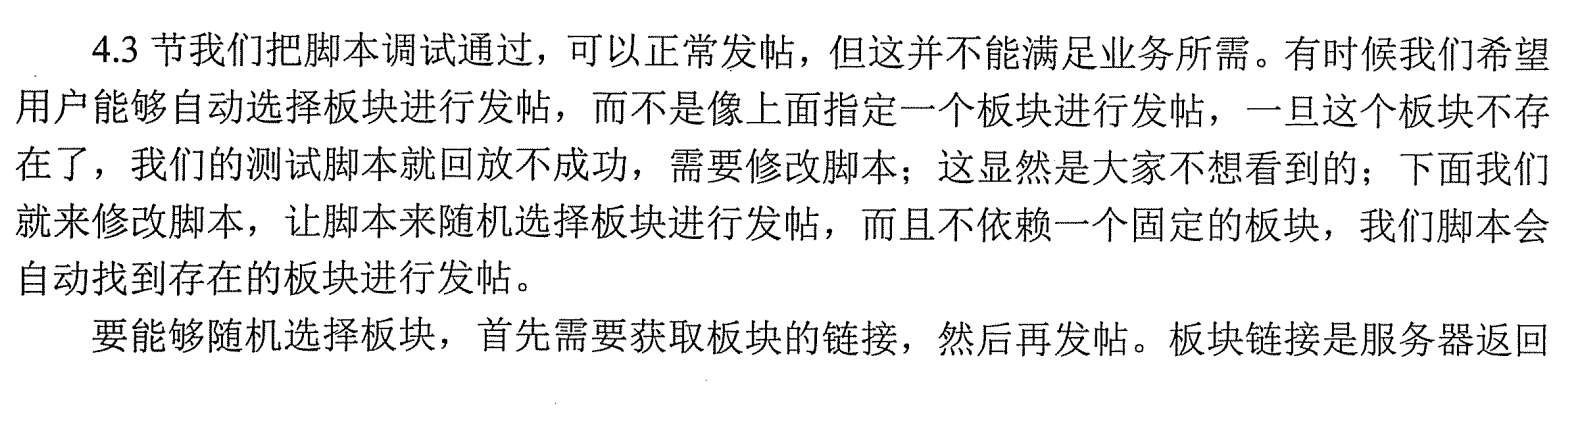 4.3 节我们把脚本调试通过，可以正常发帖，但这并不能满足业务所需。有时候我们希望
用户能够自动选择板块进行发帖，而不是像上面指定一个板块进行发帖，一旦这个板块不存
在了，我们的测试脚本就回放不成功，需要修改脚本；这显然是大家不想看到的；下面我们
就来修改脚本，让脚本来随机选择板块进行发帖，而且不依赖一个固定的板块，我们脚本会
自动找到存在的板块进行发帖。
要能够随机选择板块，首先需要获取板块的链接，然后再发帖。板块链接是服务器返回